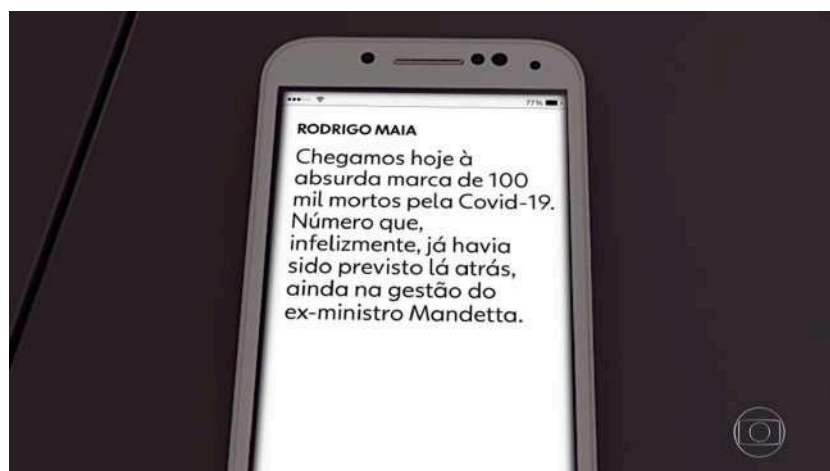 77%
RODRIGO MAIA
Chegamos hoje à
absurda marca de 100
mil mortos pela Covid-19.
Número que,
infelizmente, já havia
sido previsto lá atrás,
ainda na gestão do
ex-ministro Mandetta.